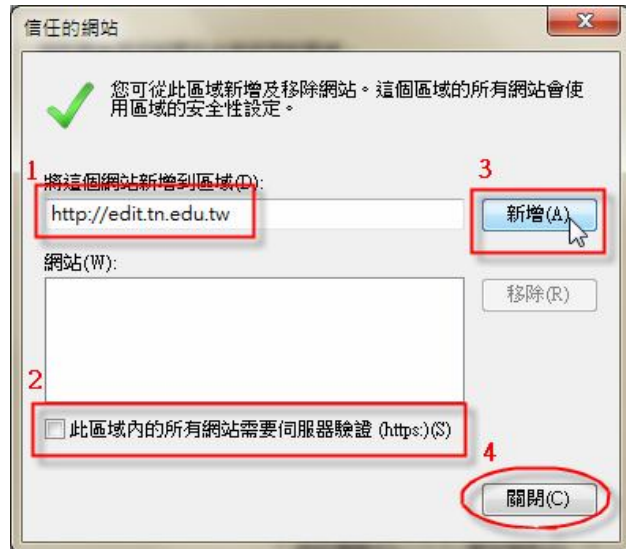 信任的網站
您可從此區域新增及移除網站。這個區域的所有網站會使
用區域的安全性設定。
1
將這個網站新增到區域(D):
3
http://edit.tn.edu.tw
新增(A)
網站(W):
移除(R)
2
此區域內的所有網站需要伺服器驗證 (https:)(S)
4
關閉(C)